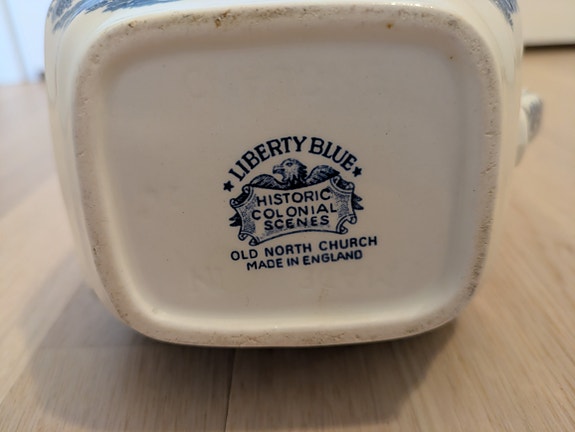 ★ LIBERTY BLUE ★
HISTORIC
COLONIAL
SCENES
OLD NORTH CHURCH
MADE IN ENGLAND